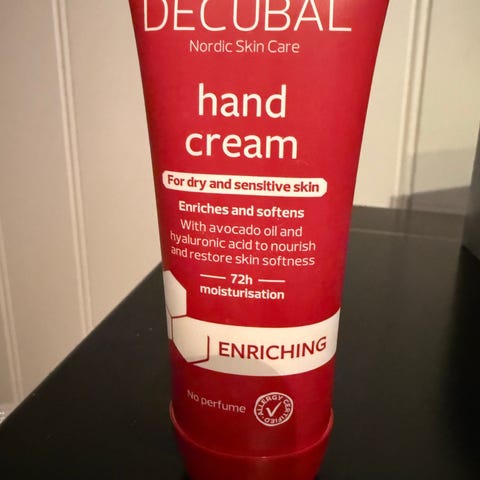 DECUBAL
Nordic Skin Care
hand
cream
For dry and sensitive skin
Enriches and softens
With avocado oil and
hyaluronic acid to nourish
and restore skin softness
72h
moisturisation
ENRICHING
No perfume
ALLERGY CERTIFIED